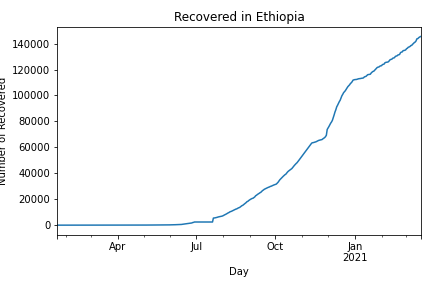 Recovered in Ethiopia
Number of Recovered
140000
120000
100000
80000
60000
40000
20000
0
Apr
Jul
Oct
Jan
2021
Day